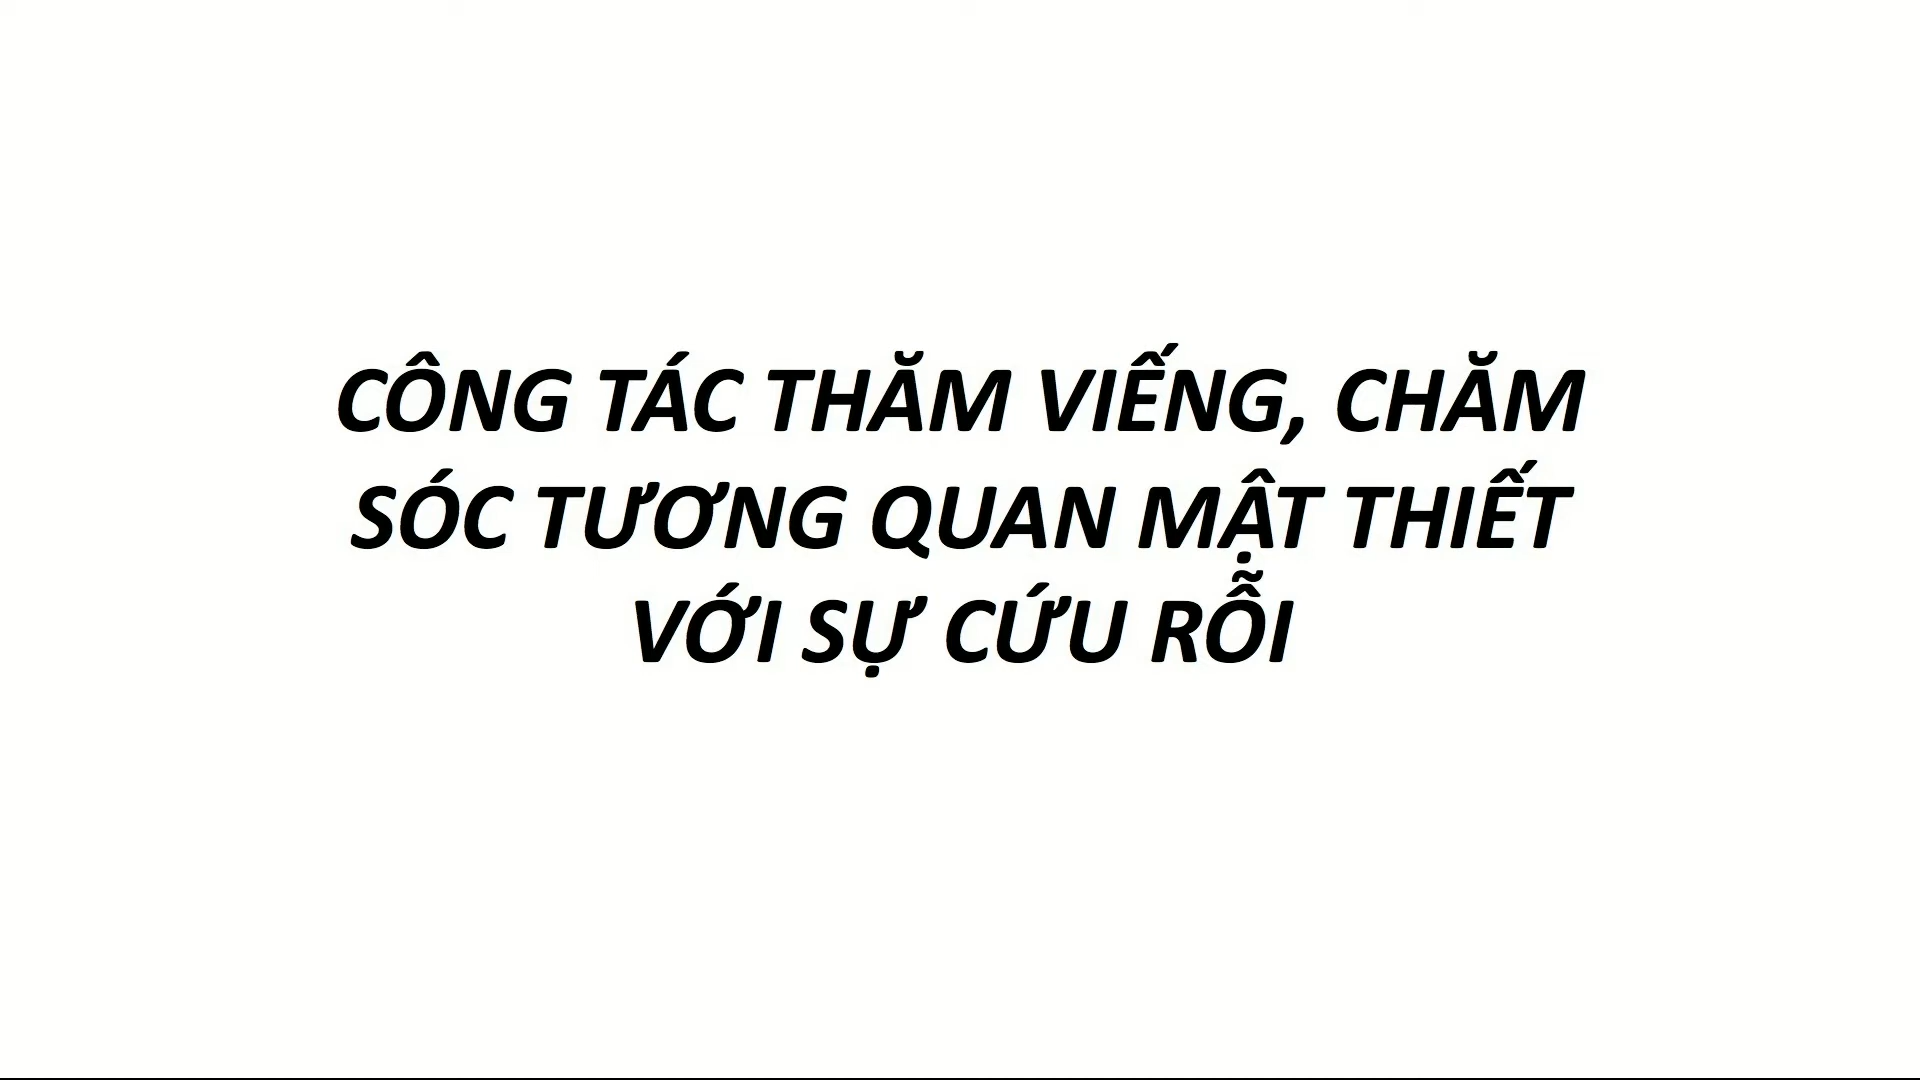 CÔNG TÁC THĂM VIẾNG, CHĂM
SÓC TƯƠNG QUAN MẬT THIẾT
VỚI SỰ CỨU RỖI